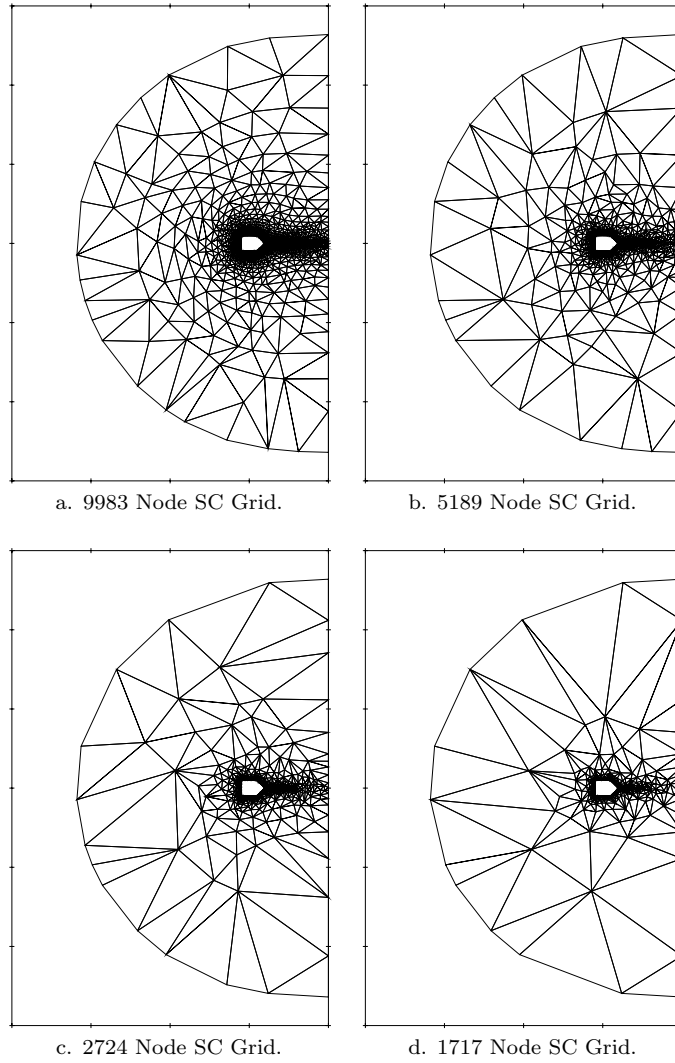 a. 9983 Node SC Grid.
b. 5189 Node SC Grid.
c. 2724 Node SC Grid.
d. 1717 Node SC Grid.